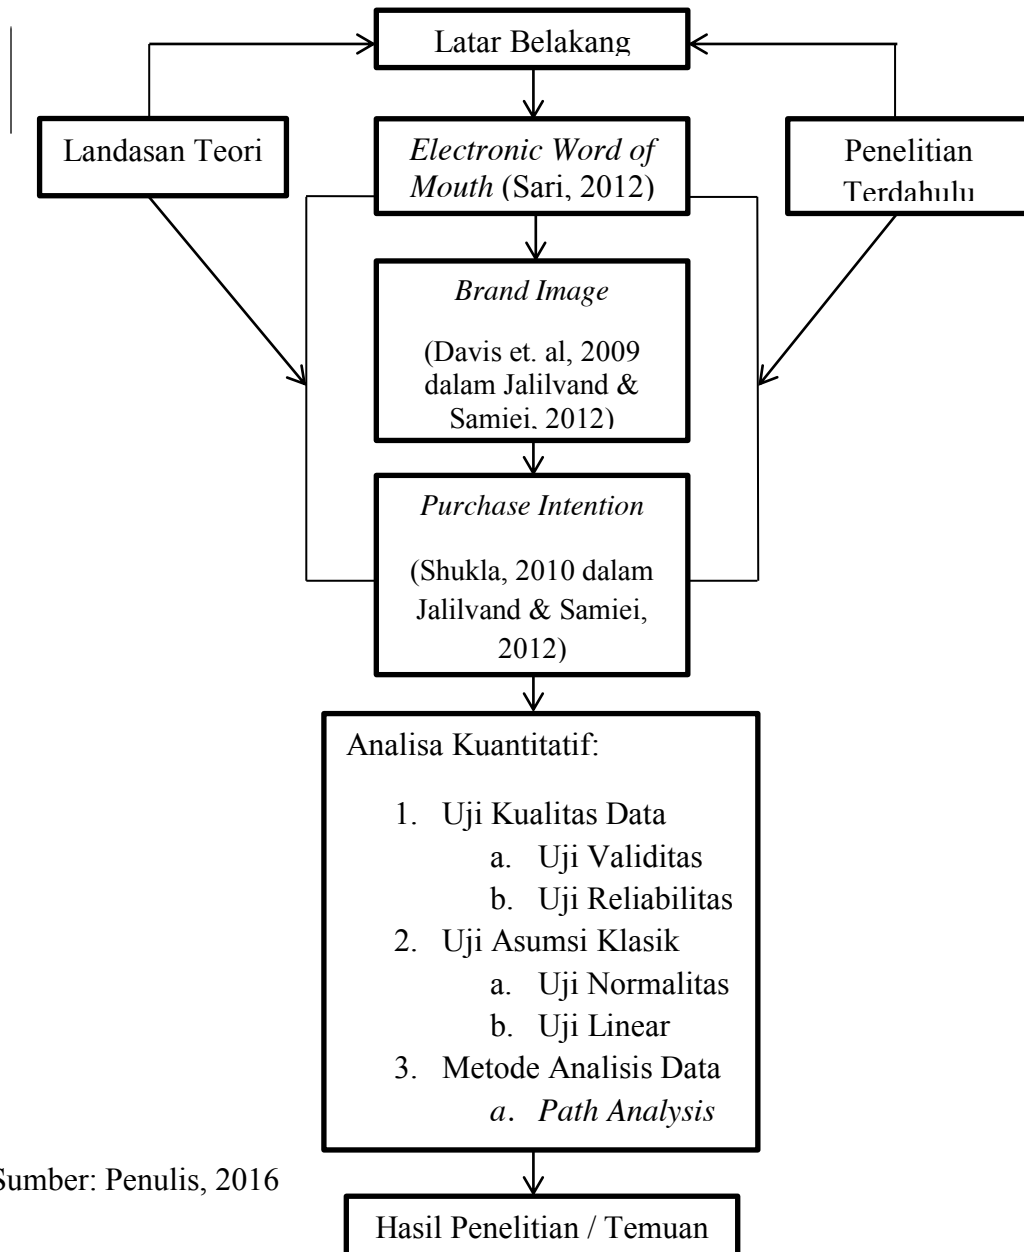 Latar Belakang
Landasan Teori
Electronic Word of
Mouth (Sari, 2012)
Penelitian
Terdahulu
Brand Image
(Davis et. al, 2009
dalam Jalilvand &
Samiei, 2012)
Purchase Intention
(Shukla, 2010 dalam
Jalilvand & Samiei,
2012)
Analisa Kuantitatif:
1. Uji Kualitas Data
a. Uji Validitas
b. Uji Reliabilitas
2. Uji Asumsi Klasik
a. Uji Normalitas
b. Uji Linear
3. Metode Analisis Data
a. Path Analysis
Sumber: Penulis, 2016
Hasil Penelitian / Temuan